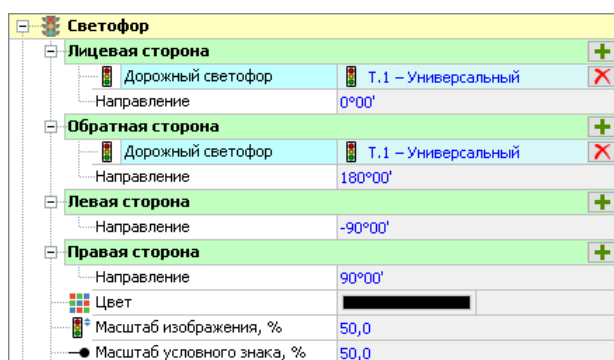 Светофор
Лицевая сторона
Дорожный светофор Т.1 – Универсальный
Направление 0°00'
Обратная сторона
Дорожный светофор Т.1 – Универсальный
Направление 180°00'
Левая сторона
Направление -90°00'
Правая сторона
Направление 90°00'
Цвет
Масштаб изображения, % 50,0
Масштаб условного знака, % 50,0